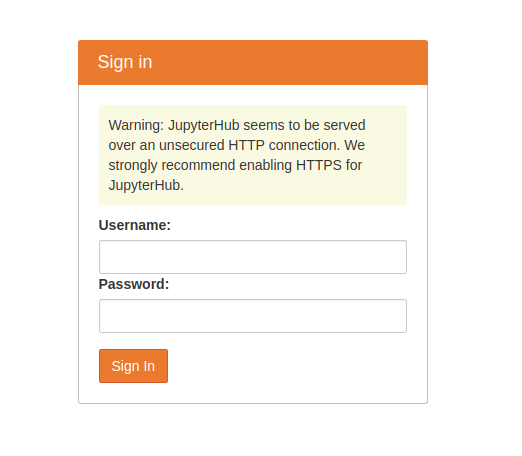 Sign in
Warning: JupyterHub seems to be served
over an unsecured HTTP connection. We
strongly recommend enabling HTTPS for
JupyterHub.
Username:
Password:
Sign In